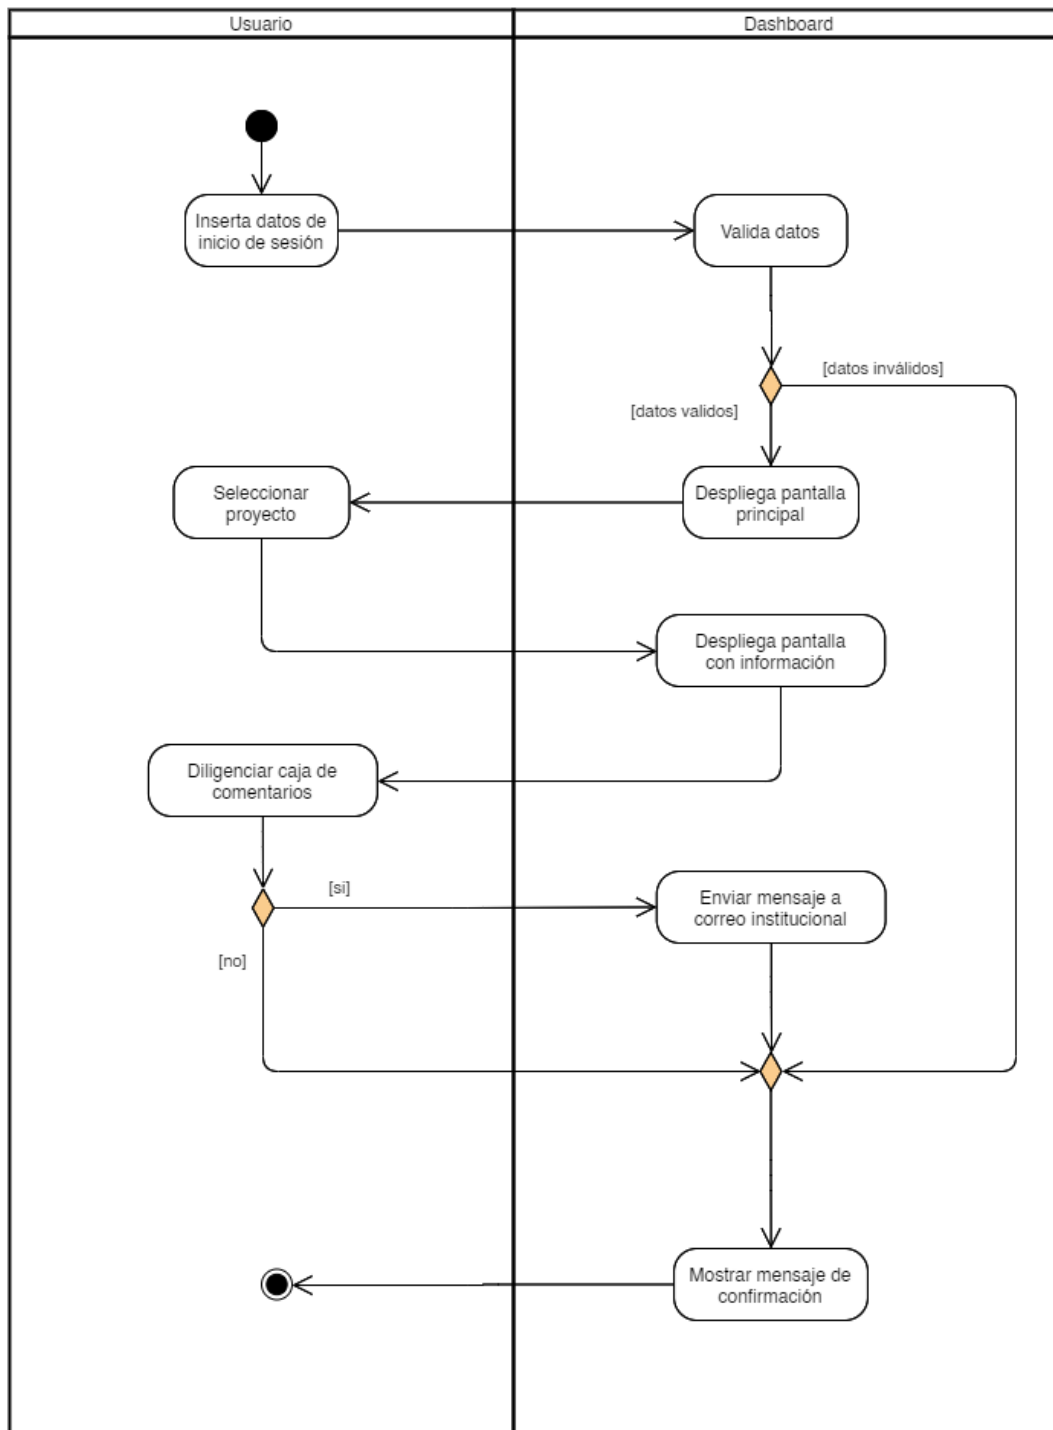 Usuario
Dashboard
Inserta datos de
inicio de sesión
Valida datos
[datos inválidos]
[datos validos]
Seleccionar
proyecto
Despliega pantalla
principal
Despliega pantalla
con información
Diligenciar caja de
comentarios
[si]
Enviar mensaje a
correo institucional
[no]
Mostrar mensaje de
confirmación